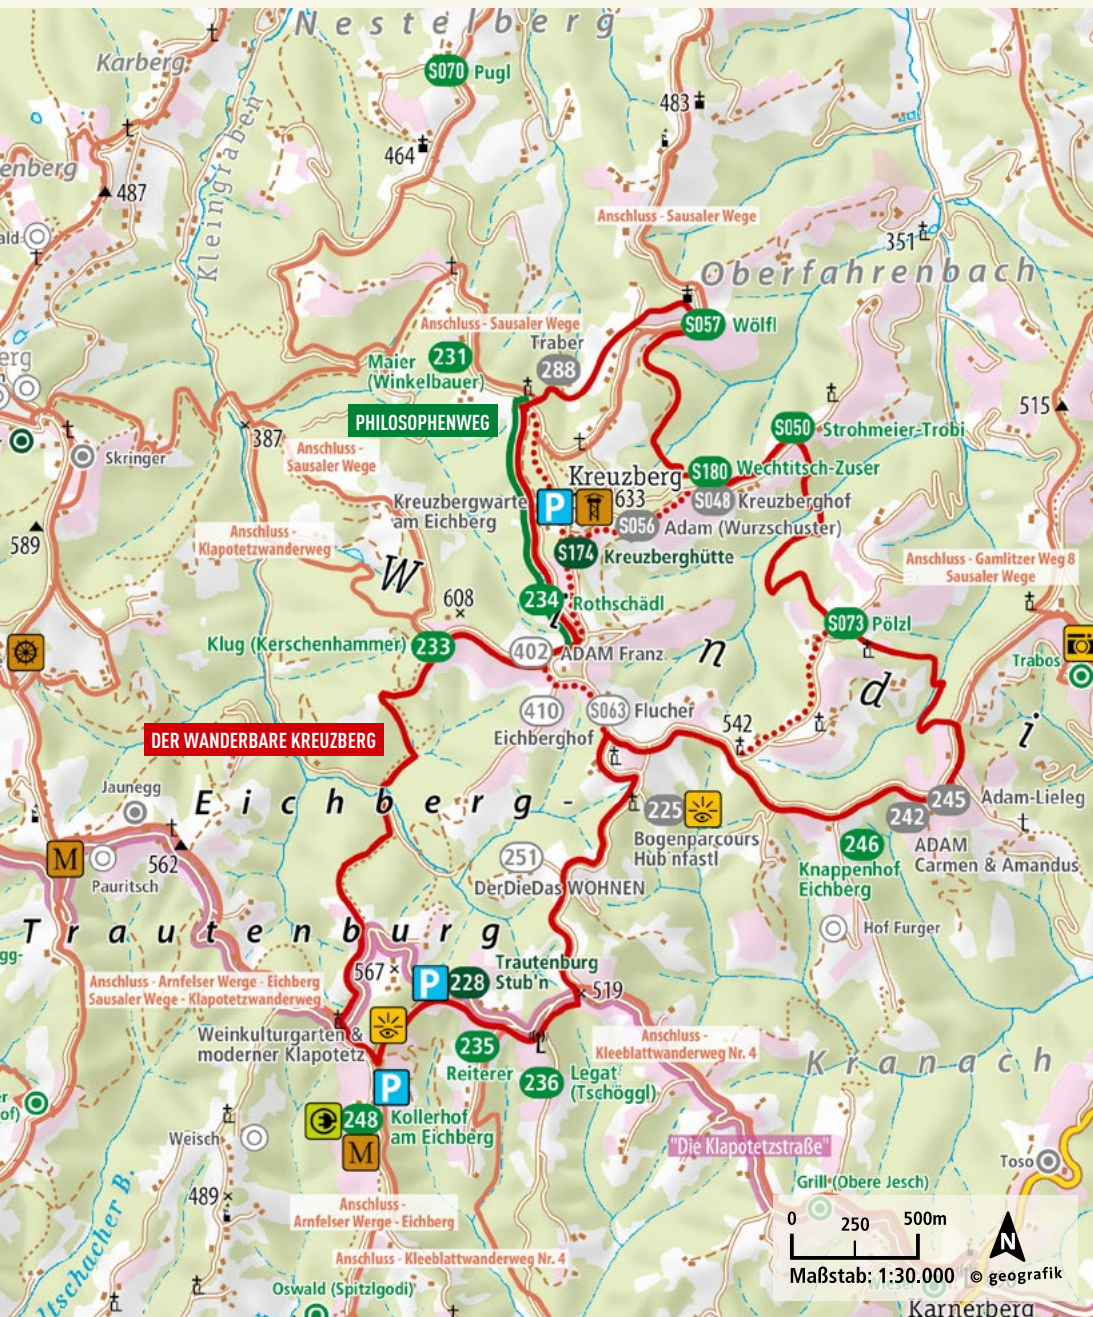 Nestelberg
Karberg
S070 Pugl
483
464
enberg
487
Kleingraben
ald
Anschluss - Sausaler Wege
351
Oberfahrenbach
Anschluss - Sausaler Wege
S057 Wölfl
Traber
288
erg
Maier
(Winkelbauer)
231
PHILOSOPHENWEG
515
387
S050 Strohmeier-Trobi
Skringer
Anschluss -
Sausaler Wege
Kreuzberg
633
S180 Wechtitsch-Zuser
S048 Kreuzberghof
Kreuzbergwarte
am Eichberg
P
S056 Adam (Wurzschuster)
589
Anschluss -
Klapotetzwanderweg
S174 Kreuzberghütte
Anschluss - Gamlitzer Weg 8
Sausaler Wege
W
608
234 Rothschädl
i
S073 Pölzl
Klug (Kerschenhammer) 233
402 ADAM Franz
n
Trabos
d
410
Eichberghof
S063 Flucher
542
i
DER WANDERBARE KREUZBERG
Jaunegg
Eichberg-
225
Bogenparcours
Hub'nfastl
245 Adam-Lieleg
242
ADAM
Carmen & Amandus
246
Knappenhof
Eichberg
M
Pauritsch
562
251
DerDieDas WOHNEN
Trautenburg
Hof Furger
gg-
567
P
228 Trautenburg
Stub'n
519
Anschluss - Arnfelser Werge - Eichberg
Sausaler Wege - Klapotetzwanderweg
Weinkulturgarten &
moderner Klapotetz
235
Reiterer
236 Legat
(Tschöggl)
Anschluss -
Kleeblattwanderweg Nr. 4
Kranach
P
er
of)
248 Kollerhof
am Eichberg
M
Weisch
"Die Klapotetzstraße"
Toso
489
Grill (Obere Jesch)
Anschluss -
Arnfelser Werge - Eichberg
Anschluss - Kleeblattwanderweg Nr. 4
Oswald (Spitzlgodi)
ltschacher B.
0 250 500m
Maßstab: 1:30.000
N
© geografik
Karnerberg